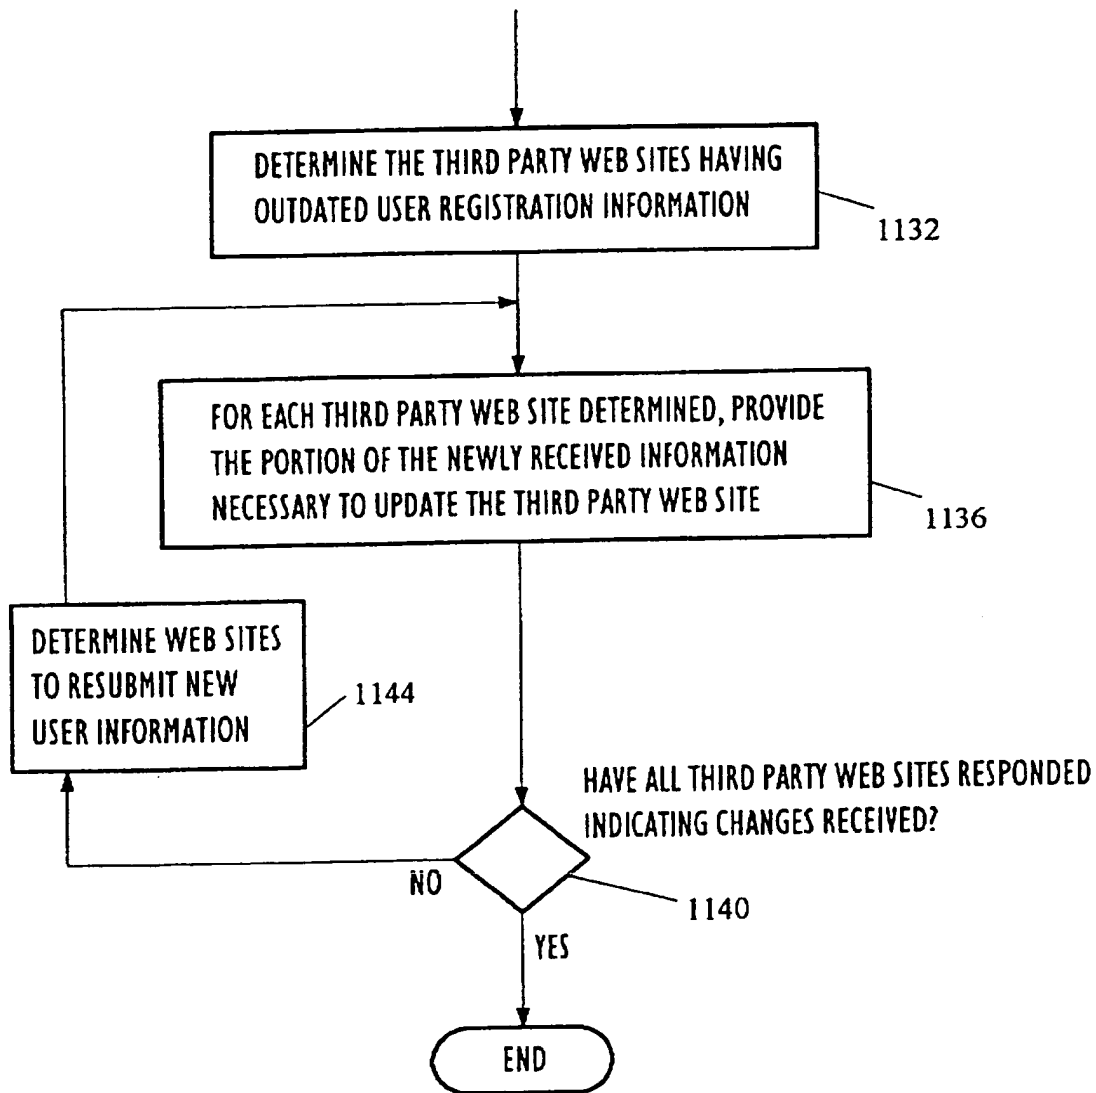 DETERMINE THE THIRD PARTY WEB SITES HAVING
OUTDATED USER REGISTRATION INFORMATION
1132
FOR EACH THIRD PARTY WEB SITE DETERMINED, PROVIDE
THE PORTION OF THE NEWLY RECEIVED INFORMATION
NECESSARY TO UPDATE THE THIRD PARTY WEB SITE
1136
DETERMINE WEB SITES
TO RESUBMIT NEW
USER INFORMATION
1144
HAVE ALL THIRD PARTY WEB SITES RESPONDED
INDICATING CHANGES RECEIVED?
NO
1140
YES
END